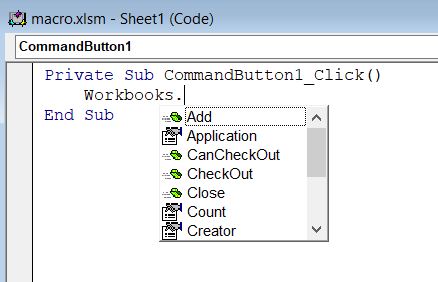 macro.xlsm - Sheet1 (Code)
CommandButton1
Private Sub CommandButton1_Click()
Workbooks.
End Sub
Add
Application
CanCheckOut
CheckOut
Close
Count
Creator